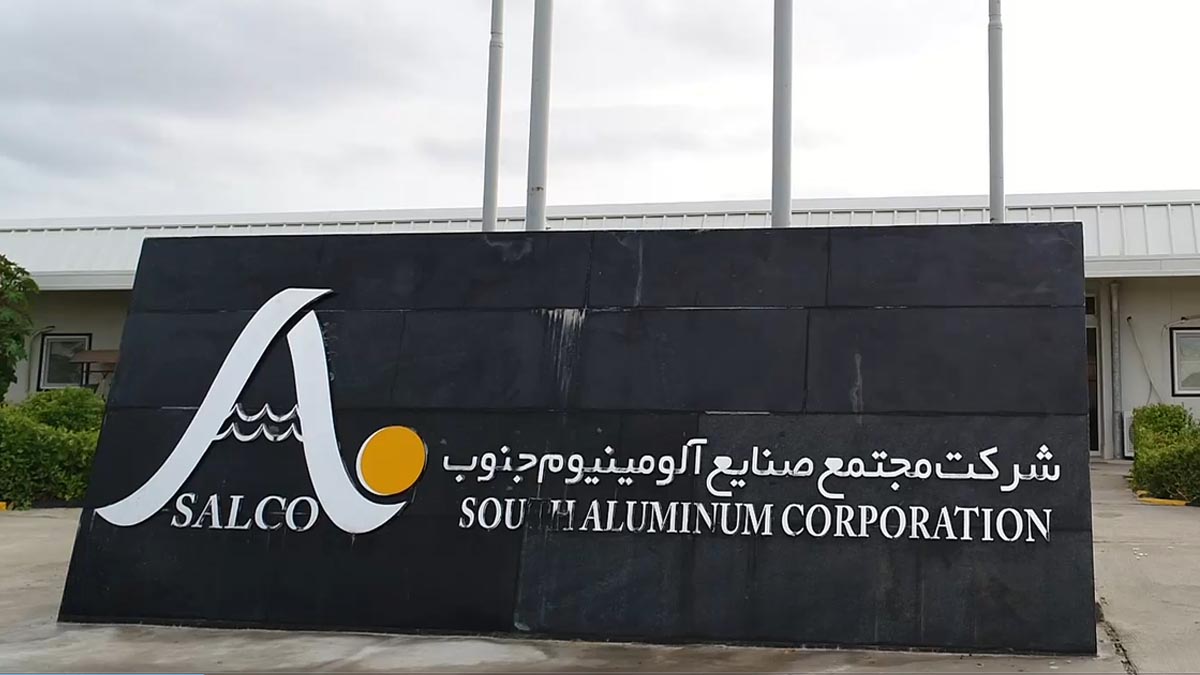 SALCO
شرکت مجتمع صنایع آلومینیوم جنوب
SOUTH ALUMINUM CORPORATION